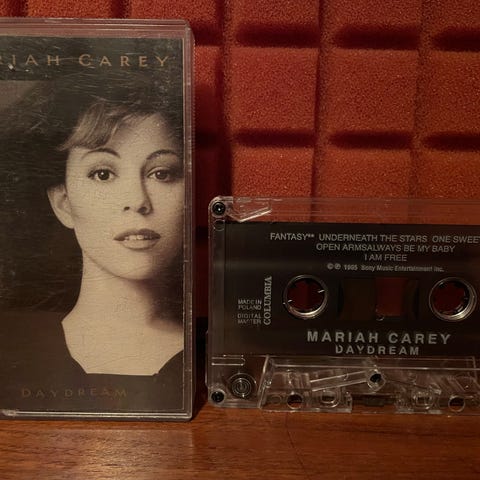 RIAH CAREY
DAYDREAM
FANTASY** UNDERNEATH THE STARS ONE SWEET
OPEN ARMSALWAYS BE MY BABY
I AM FREE
℗© 1995 Sony Music Entertainment Inc.
MADE IN
POLAND
DIGITAL
MASTER
COLUMBIA
MARIAH CAREY
DAYDREAM